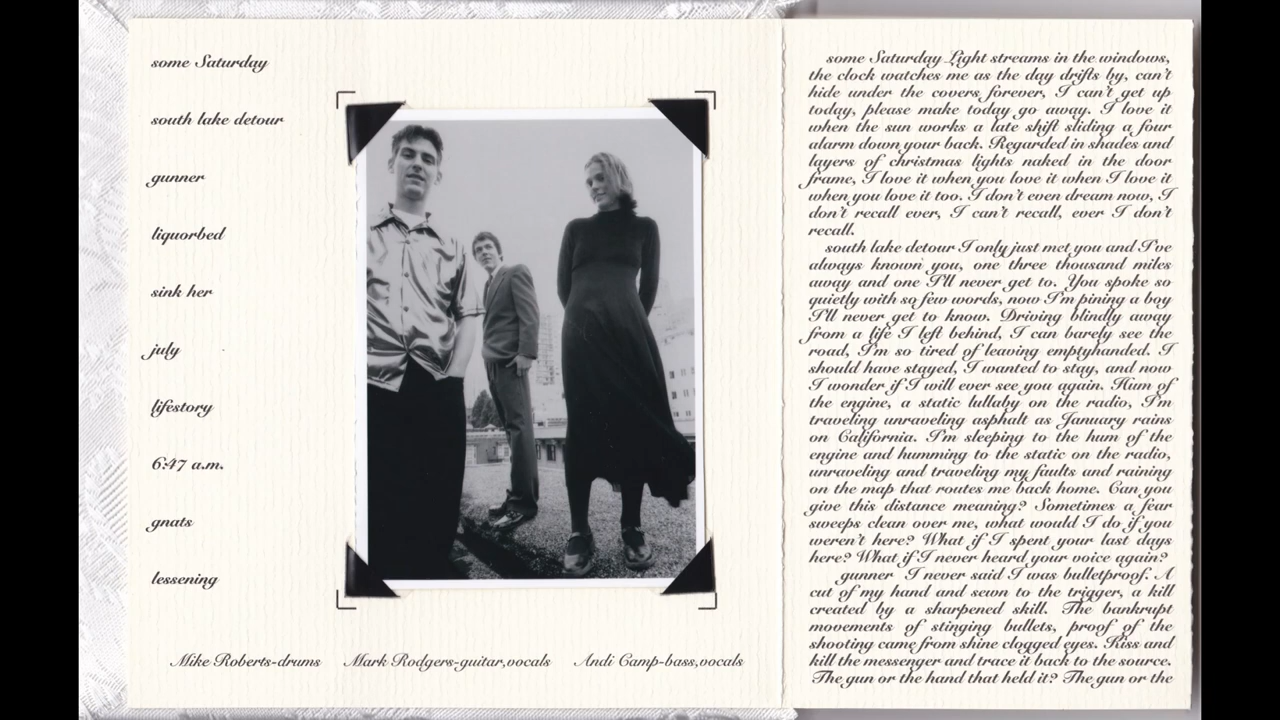 some Saturday
south lake detour
gunner
liquorbed
sink her
july
lifestory
6:47 a.m.
gnats
lessening
Mike Roberts-drums Mark Rodgers-guitar,vocals Andi Camp-bass,vocals
some Saturday Light streams in the windows,
the clock watches me as the day drifts by, can't
hide under the covers forever, I can't get up
today, please make today go away. I love it
when the sun works a late shift sliding a four
alarm down your back. Regarded in shades and
layers of christmas lights naked in the door
frame, I love it when you love it when I love it
when you love it too. I don't even dream now, I
don't recall ever, I can't recall, ever I don't
recall.
south lake detour I only just met you and I've
always known you, one three thousand miles
away and one I'll never get to. You spoke so
quietly with so few words, now I'm pining a boy
I'll never get to know. Driving blindly away
from a life I left behind, I can barely see the
road, I'm so tired of leaving emptyhanded. I
should have stayed, I wanted to stay, and now
I wonder if I will ever see you again. Hum of
the engine, a static lullaby on the radio, I'm
traveling unraveling asphalt as January rains
on California. I'm sleeping to the hum of the
engine and humming to the static on the radio,
unraveling and traveling my faults and raining
on the map that routes me back home. Can you
give this distance meaning? Sometimes a fear
sweeps clean over me, what would I do if you
weren't here? What if I spent your last days
here? What if I never heard your voice again?
gunner I never said I was bulletproof. A
cut of my hand and sewn to the trigger, a kill
created by a sharpened skill. The bankrupt
movements of stinging bullets, proof of the
shooting came from shine clogged eyes. Kiss and
kill the messenger and trace it back to the source.
The gun or the hand that held it? The gun or the